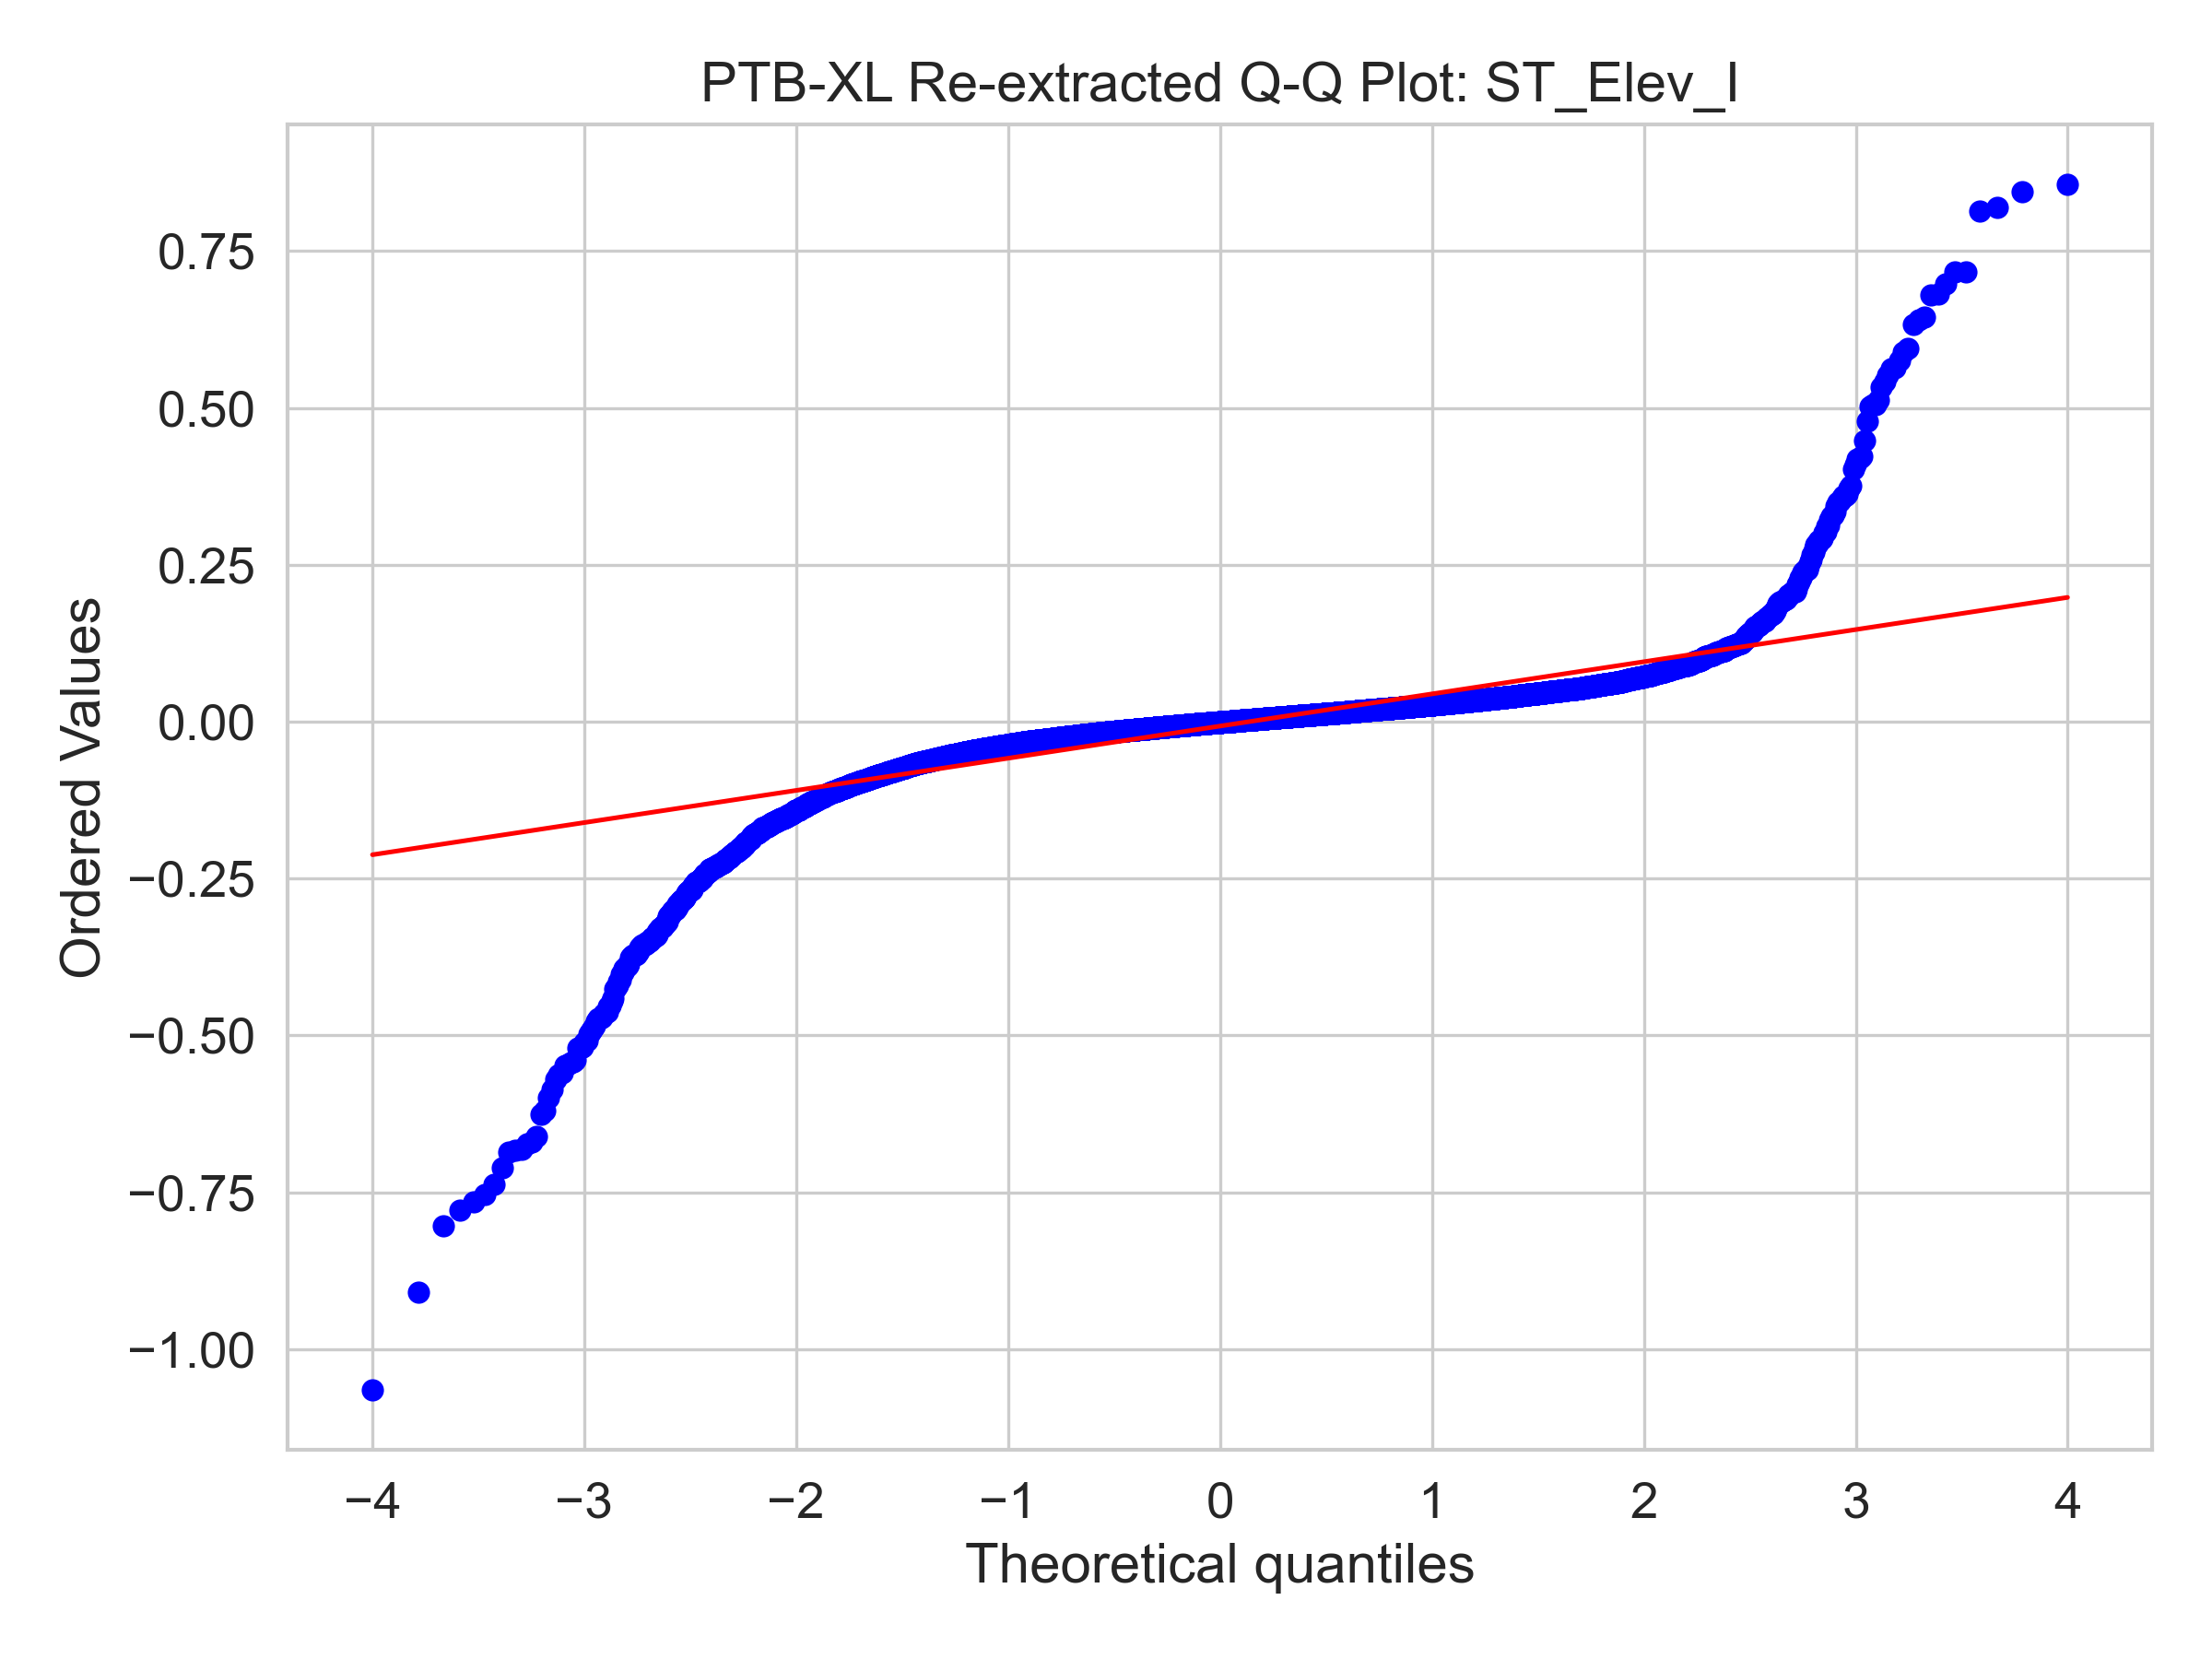 PTB-XL Re-extracted Q-Q Plot: ST_Elev_I
0.75
0.50
0.25
0.00
−0.25
−0.50
−0.75
−1.00
Ordered Values
−4 −3 −2 −1 0 1 2 3 4
Theoretical quantiles